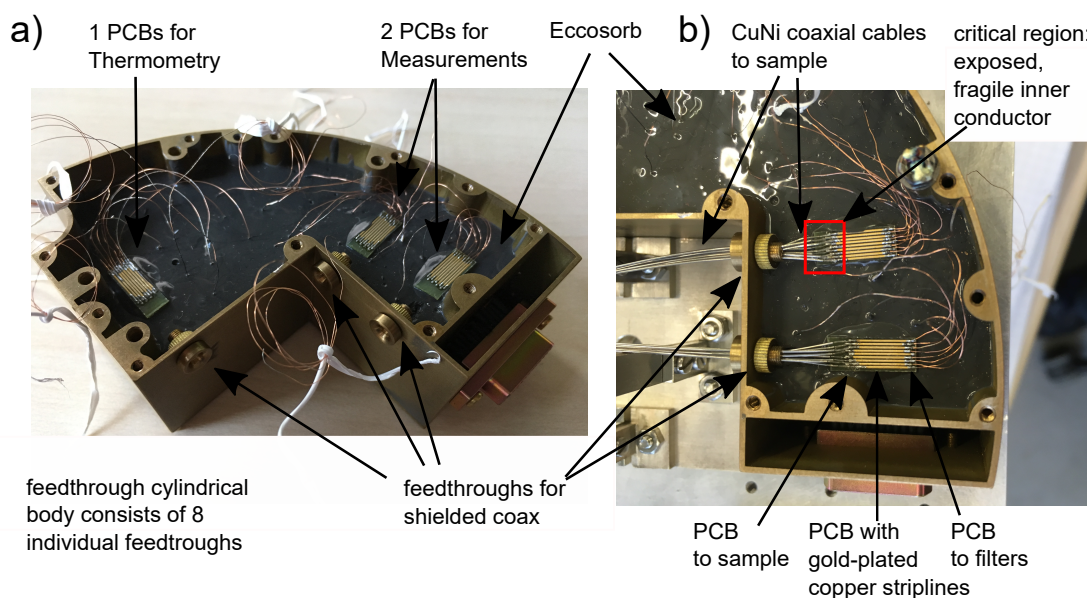 a)
1 PCBs for
Thermometry
2 PCBs for
Measurements
Eccosorb
b)
CuNi coaxial cables
to sample
critical region:
exposed,
fragile inner
conductor
feedthrough cylindrical
body consists of 8
individual feedtroughs
feedthroughs for
shielded coax
PCB
to sample
PCB with
gold-plated
copper striplines
PCB
to filters